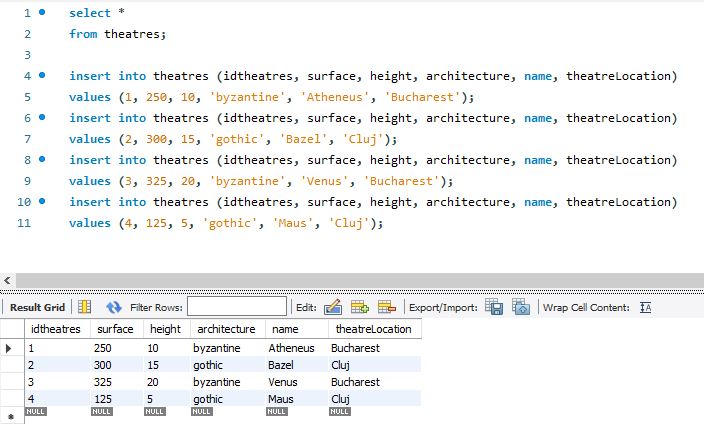 1 select *
2 from theatres;
3
4 insert into theatres (idtheatres, surface, height, architecture, name, theatreLocation)
5 values (1, 250, 10, 'byzantine', 'Atheneus', 'Bucharest');
6 insert into theatres (idtheatres, surface, height, architecture, name, theatreLocation)
7 values (2, 300, 15, 'gothic', 'Bazel', 'Cluj');
8 insert into theatres (idtheatres, surface, height, architecture, name, theatreLocation)
9 values (3, 325, 20, 'byzantine', 'Venus', 'Bucharest');
10 insert into theatres (idtheatres, surface, height, architecture, name, theatreLocation)
11 values (4, 125, 5, 'gothic', 'Maus', 'Cluj');
Result Grid Filter Rows: Edit: Export/Import: Wrap Cell Content: IA
idtheatres surface height architecture name theatreLocation
1 250 10 byzantine Atheneus Bucharest
2 300 15 gothic Bazel Cluj
3 325 20 byzantine Venus Bucharest
4 125 5 gothic Maus Cluj
NULL NULL NULL NULL NULL NULL